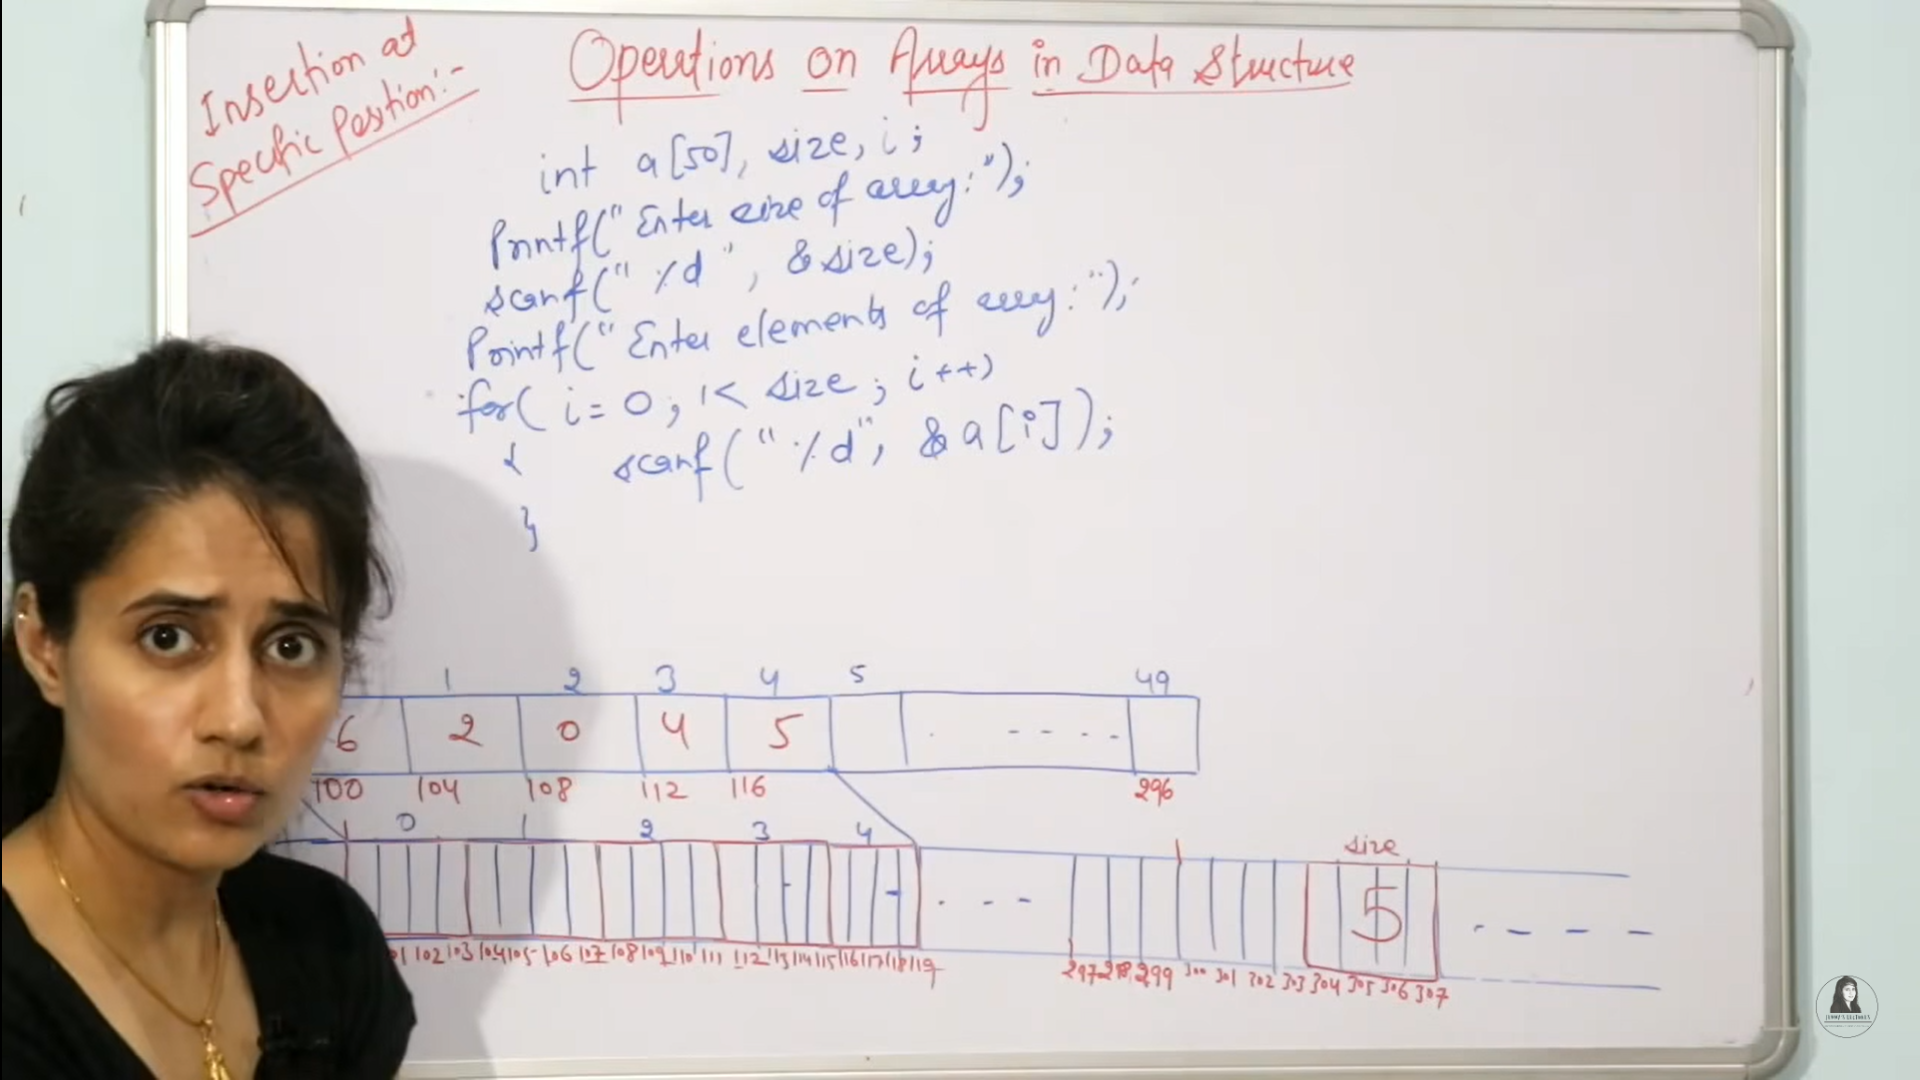 Insertion at
Specific Position:-
Operations on Arrays in Data Structure
int a[50], size, i;
Printf("Enter size of array:");
scanf("%d", &size);
Printf("Enter elements of array:");
for( i=0; i< size; i++)
{ scanf("%d", &a[i]);
}
1 2 3 4 5 49
6 2 0 4 5 . - - - -
100 104 108 112 116 296
0 1 2 3 4
size
- - - 5 - - - -
01 102 103 104 105 106 107 108 109 110 111 112 113 114 115 116 117 118 119
297 298 299 300 301 302 303 304 305 306 307
JENNY'S LECTURES